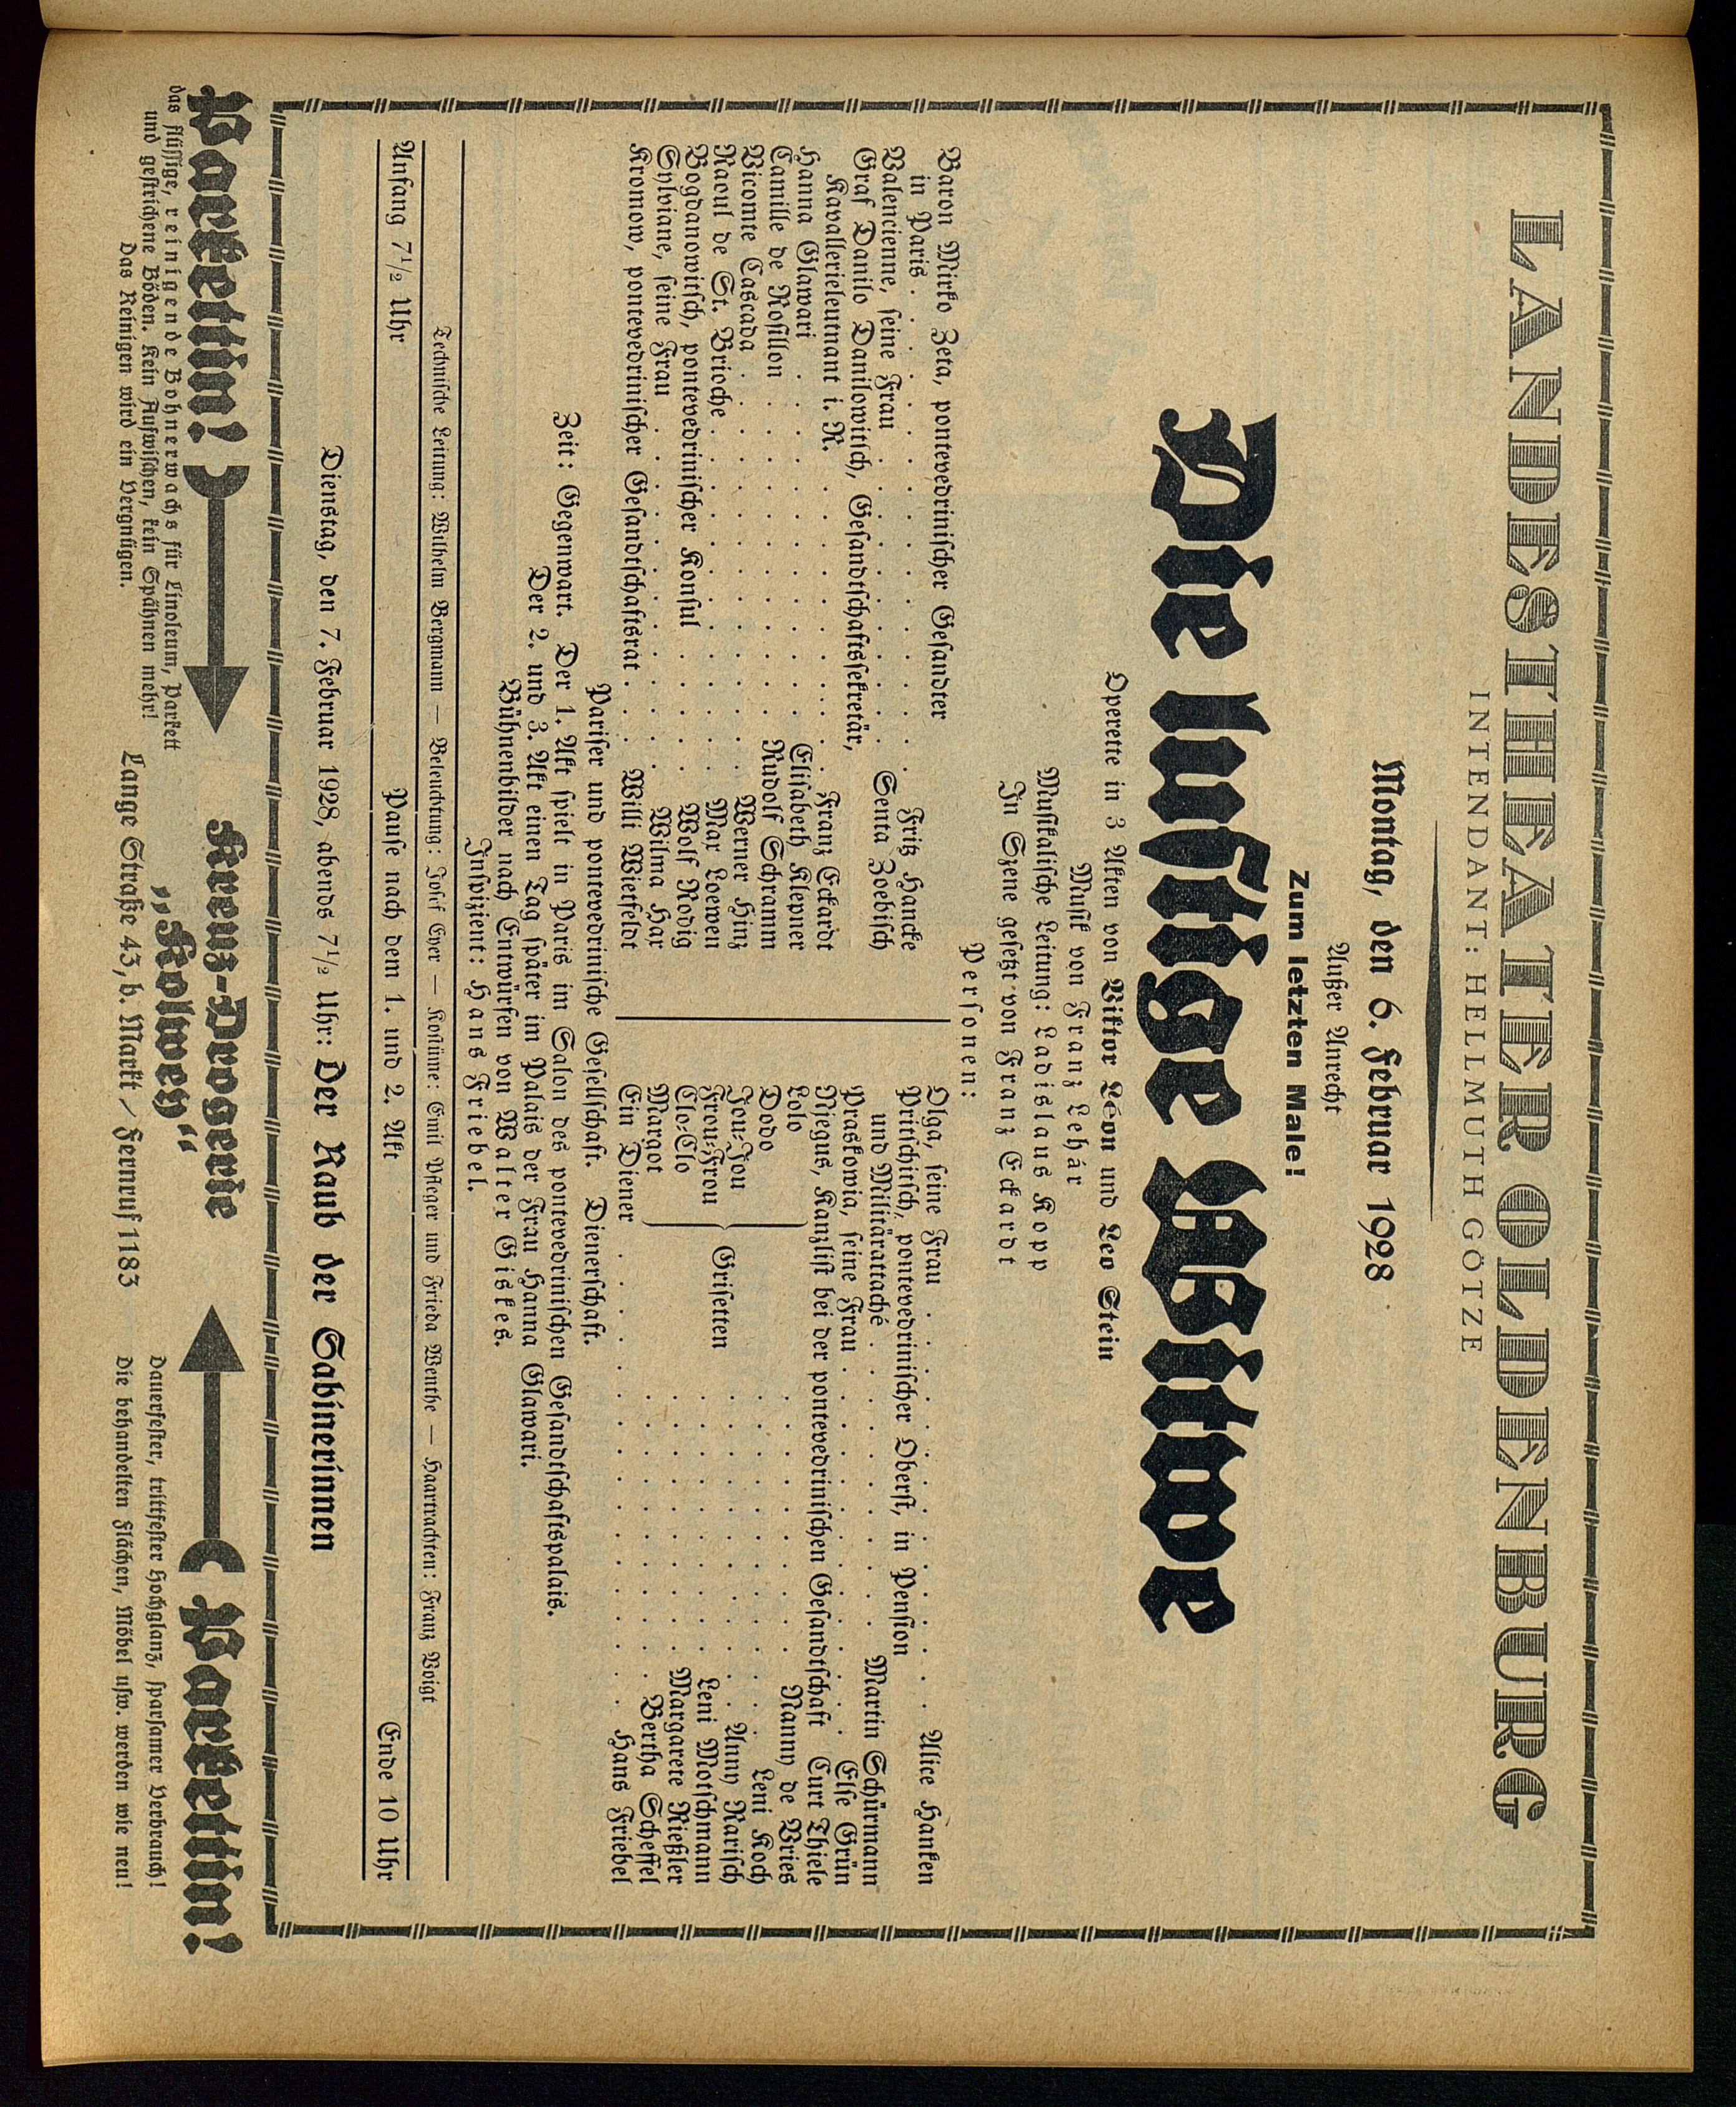 LANDESTHEATER OLDENBURG
INTENDANT: HELLMUTH GÖTZE
Montag, den 6. Februar 1928
Außer Anrecht
Zum letzten Male!
Die lustige Witwe
Operette in 3 Akten von Viktor Léon und Leo Stein
Musik von Franz Lehár
Musikalische Leitung: Ladislaus Kopp
In Szene gesetzt von Franz Eckardt
Personen:
Baron Mirko Zeta, pontevedrinischer Gesandter
in Paris . . . . . . . . . . . . . . . Fritz Hancke
Valencienne, seine Frau . . . . . . . . . Senta Zoebisch
Graf Danilo Danilowitsch, Gesandtschaftssekretär,
Kavallerieleutnant i. R. . . . . . . . . . Franz Eckardt
Hanna Glawari . . . . . . . . . . . . Elisabeth Klepner
Camille de Rosillon . . . . . . . . . . Rudolf Schramm
Vicomte Cascada . . . . . . . . . . . . Werner Hinz
Raoul de St. Brioche . . . . . . . . . . Max Loewen
Bogdanowitsch, pontevedrinischer Konsul . . . . Wolf Rodig
Sylviane, seine Frau . . . . . . . . . . . Wilma Har
Kromow, pontevedrinischer Gesandtschaftsrat . . . Willi Wietfeldt
Olga, seine Frau . . . . . . . . . . . . Alice Hanken
Pritschitsch, pontevedrinischer Oberst, in Pension
und Militärattaché . . . . . . . . . . Martin Schürmann
Praskowia, seine Frau . . . . . . . . . . Else Grün
Njegus, Kanzlist bei der pontevedrinischen Gesandtschaft Curt Thiele
Lolo . . . . . . . . . . Nanny de Vries
Dodo . . . . . . . . . . Leni Koch
Jou-Jou . . . . . . . . . . Anny Rarisch
Frou-Frou Grisetten . . . . . . . . . . Leni Motschmann
Clo-Clo . . . . . . . . . . Margarete Rießler
Margot . . . . . . . . . . Bertha Scheffel
Ein Diener . . . . . . . . . . . . . . Hans Friebel
Pariser und pontevedrinische Gesellschaft. Dienerschaft.
Zeit: Gegenwart. Der 1. Akt spielt in Paris im Salon des pontevedrinischen Gesandtschaftspalais.
Der 2. und 3. Akt einen Tag später im Palais der Frau Hanna Glawari.
Bühnenbilder nach Entwürfen von Walter Giskes.
Inspizient: Hans Friebel.
Technische Leitung: Wilhelm Bergmann — Beleuchtung: Josef Eyer — Kostüme: Emil Pfleger und Frieda Wenthe — Haartrachten: Franz Voigt
Anfang 7½ Uhr Pause nach dem 1. und 2. Akt Ende 10 Uhr
Dienstag, den 7. Februar 1928, abends 7½ Uhr: Der Raub der Sabinerinnen
Parkettin!
das flüssige, reinigende Bohnerwachs für Linoleum, Parkett
und gestrichene Böden. Kein Aufwischen, kein Spähnen mehr!
Das Reinigen wird ein Vergnügen.
Kreuz-Drogerie
„Kolwey“
Lange Straße 43, b. Markt / Fernruf 1183
Parkettin!
Dauerfester, trittfester Hochglanz, sparsamer Verbrauch!
Die behandelten Flächen, Möbel usw. werden wie neu!